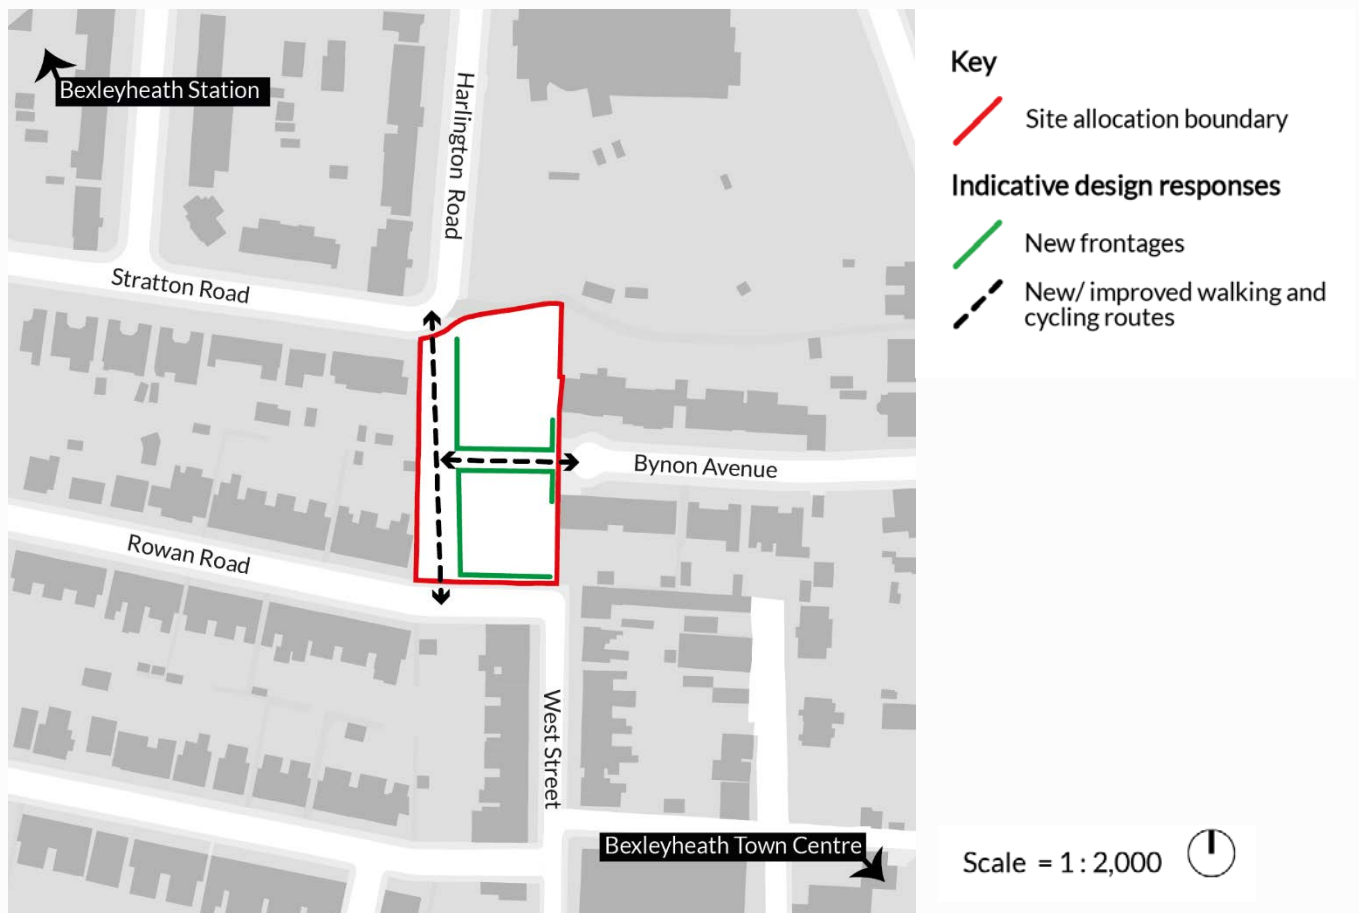 Bexleyheath Station
Harlington Road
Stratton Road
Bynon Avenue
Rowan Road
West Street
Bexleyheath Town Centre
Key
Site allocation boundary
Indicative design responses
New frontages
New/ improved walking and
cycling routes
Scale = 1 : 2,000